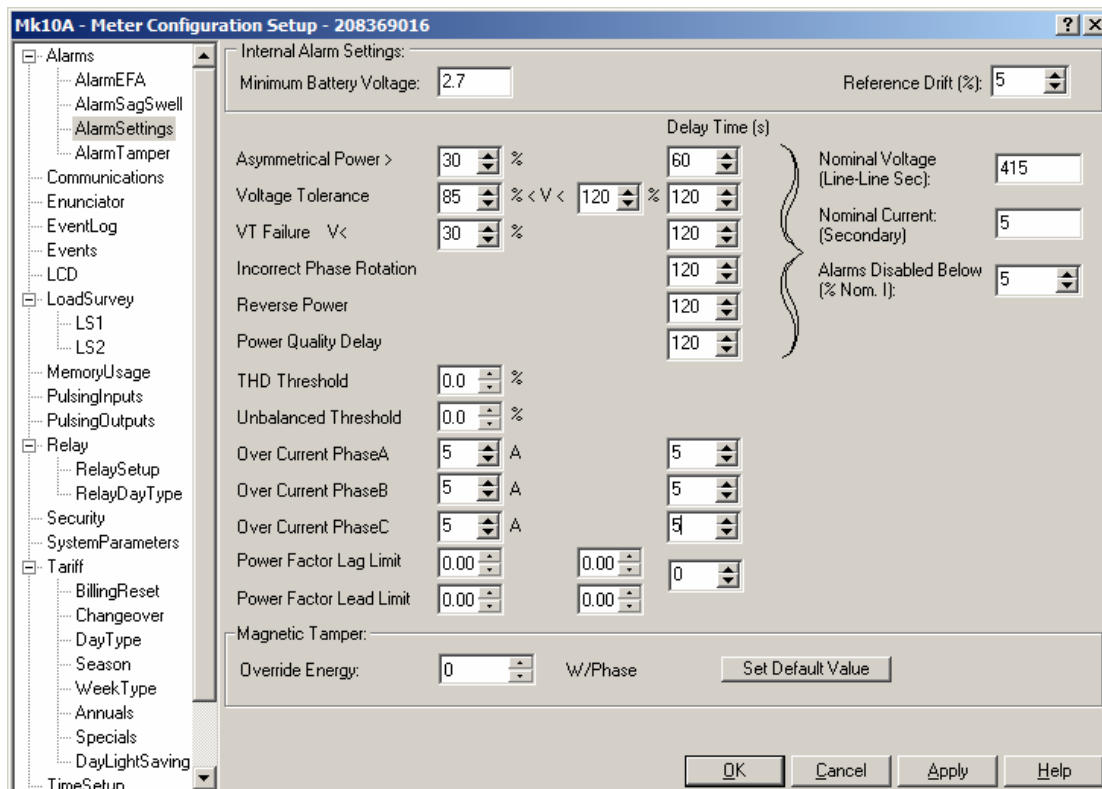 Mk10A - Meter Configuration Setup - 208369016
Alarms
AlarmEFA
AlarmSagSwell
AlarmSettings
AlarmTamper
Communications
Enunciator
EventLog
Events
LCD
LoadSurvey
LS1
LS2
MemoryUsage
PulsingInputs
PulsingOutputs
Relay
RelaySetup
RelayDayType
Security
SystemParameters
Tariff
BillingReset
Changeover
DayType
Season
WeekType
Annuals
Specials
DayLightSaving
TimeSetup
Internal Alarm Settings:
Minimum Battery Voltage: 2.7 Reference Drift (%): 5
Delay Time (s)
Asymmetrical Power > 30 % 60
Voltage Tolerance 85 % < V < 120 % 120
VT Failure V< 30 % 120
Incorrect Phase Rotation 120
Reverse Power 120
Power Quality Delay 120
Nominal Voltage
(Line-Line Sec): 415
Nominal Current:
(Secondary) 5
Alarms Disabled Below
(% Nom. I): 5
THD Threshold 0.0 %
Unbalanced Threshold 0.0 %
Over Current PhaseA 5 A 5
Over Current PhaseB 5 A 5
Over Current PhaseC 5 A 5
Power Factor Lag Limit 0.00 0.00 0
Power Factor Lead Limit 0.00 0.00
Magnetic Tamper:
Override Energy: 0 W/Phase Set Default Value
OK Cancel Apply Help